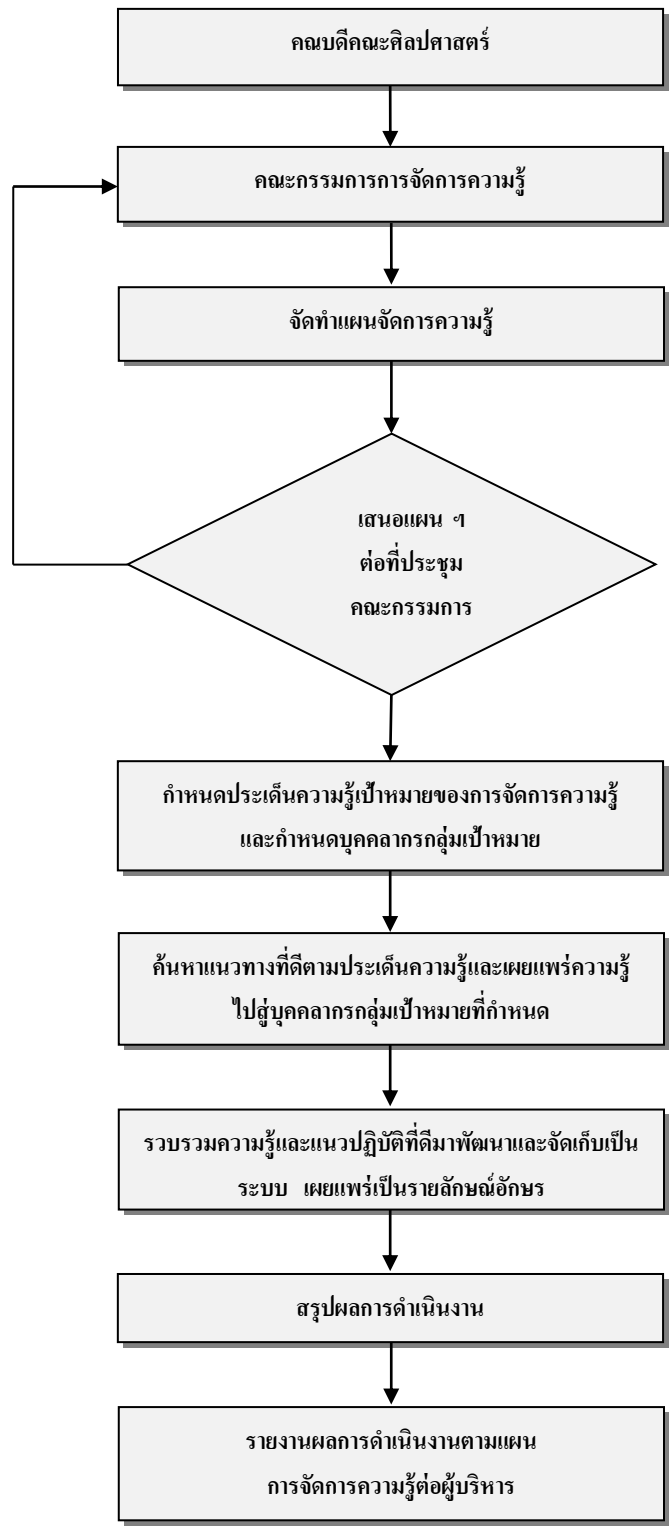 คณบดีคณะศิลปศาสตร์
คณะกรรมการการจัดการความรู้
จัดทำแผนจัดการความรู้
เสนอแผน ฯ
ต่อที่ประชุม
คณะกรรมการ
กำหนดประเด็นความรู้เป้าหมายของการจัดการความรู้
และกำหนดบุคคลากรกลุ่มเป้าหมาย
ค้นหาแนวทางที่ดีตามประเด็นความรู้และเผยแพร่ความรู้
ไปสู่บุคคลากรกลุ่มเป้าหมายที่กำหนด
รวบรวมความรู้และแนวปฏิบัติที่ดีมาพัฒนาและจัดเก็บเป็น
ระบบ เผยแพร่เป็นรายลักษณ์อักษร
สรุปผลการดำเนินงาน
รายงานผลการดำเนินงานตามแผน
การจัดการความรู้ต่อผู้บริหาร